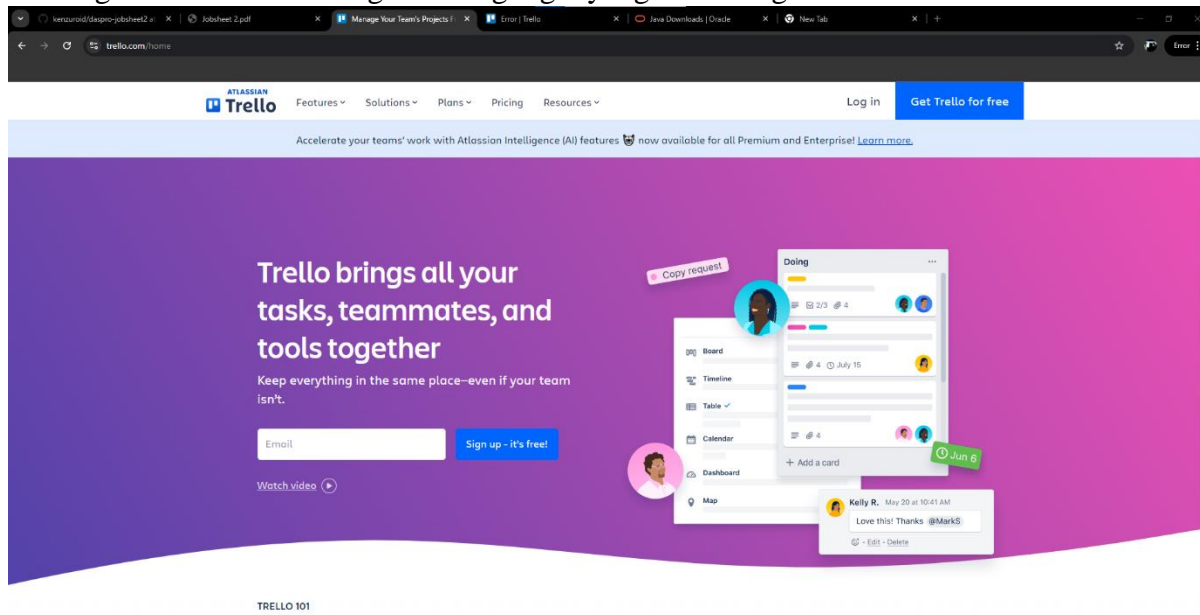 kenzuroid/daspro-jobsheet2 at
Jobsheet 2.pdf
Manage Your Team's Projects F
Error | Trello
Java Downloads | Oracle
New Tab
trello.com/home
Error
ATLASSIAN
Trello
Features
Solutions
Plans
Pricing
Resources
Log in
Get Trello for free
Accelerate your teams' work with Atlassian Intelligence (AI) features now available for all Premium and Enterprise! Learn more.
Trello brings all your
tasks, teammates, and
tools together
Keep everything in the same place—even if your team
isn't.
Email
Sign up - it's free!
Watch video
Copy request
Board
Timeline
Table
Calendar
Dashboard
Map
Doing
2/3 4
4 July 15
4
+ Add a card
Jun 6
Kelly R. May 20 at 10:41 AM
Love this! Thanks @MarkS
- Edit - Delete
TRELLO 101